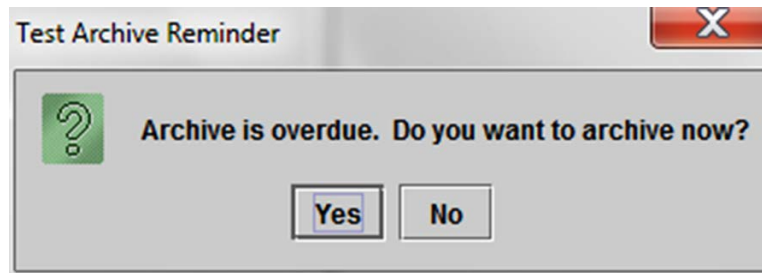 Test Archive Reminder
Archive is overdue.  Do you want to archive now?
Yes No